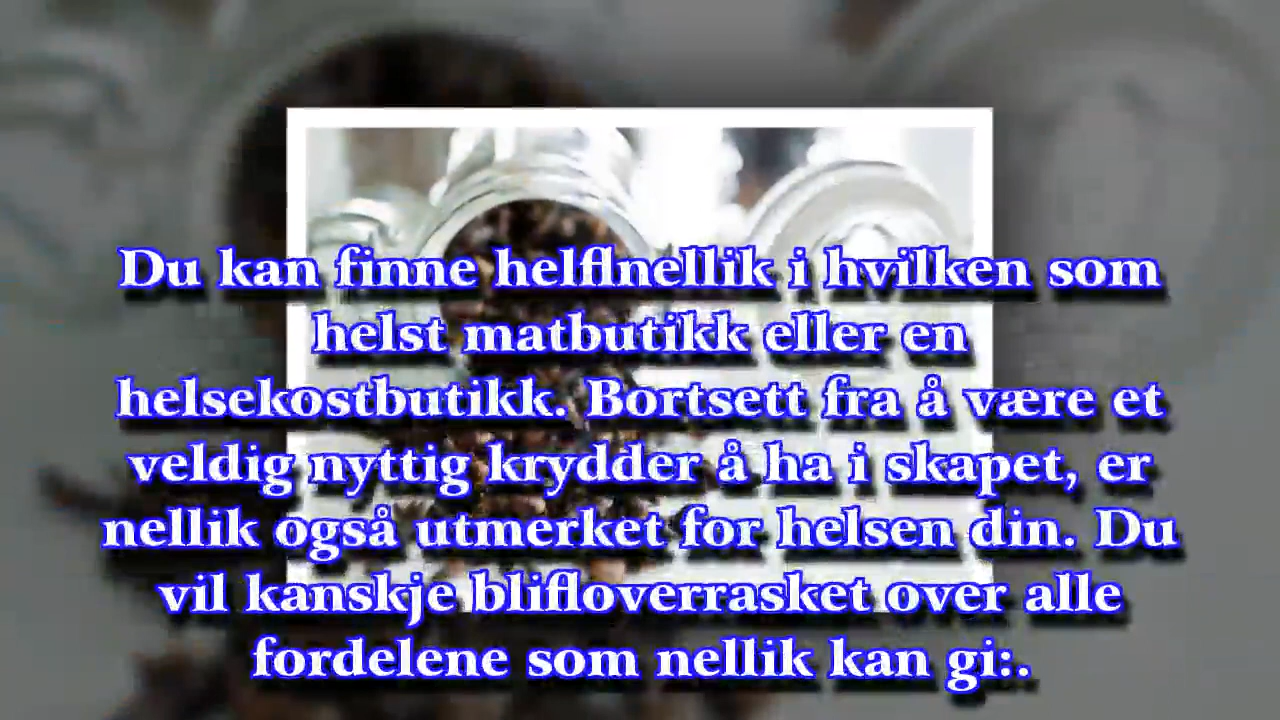 Du kan finne helflnellik i hvilken som
helst matbutikk eller en
helsekostbutikk. Bortsett fra å være et
veldig nyttig krydder å ha i skapet, er
nellik også utmerket for helsen din. Du
vil kanskje blifloverrasket over alle
fordelene som nellik kan gi:.